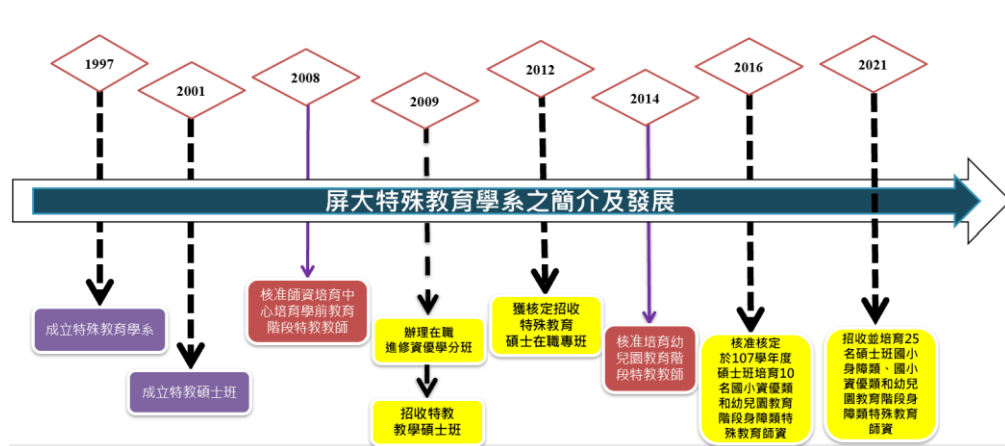 1997
2001
2008
2009
2012
2014
2016
2021
屏大特殊教育學系之簡介及發展
成立特殊教育學系
成立特教碩士班
核准師資培育中
心培育學前教育
階段特教教師
辦理在職
進修資優學分班
招收特教
教學碩士班
獲核定招收
特殊教育
碩士在職專班
核准培育幼
兒園教育階
段特教教師
核准核定
於107學年度
碩士班培育10
名國小資優類
和幼兒園教育
階段身障類特
殊教育師資
招收並培育25
名碩士班國小
身障類、國小
資優類和幼兒
園教育階段身
障類特殊教育
師資